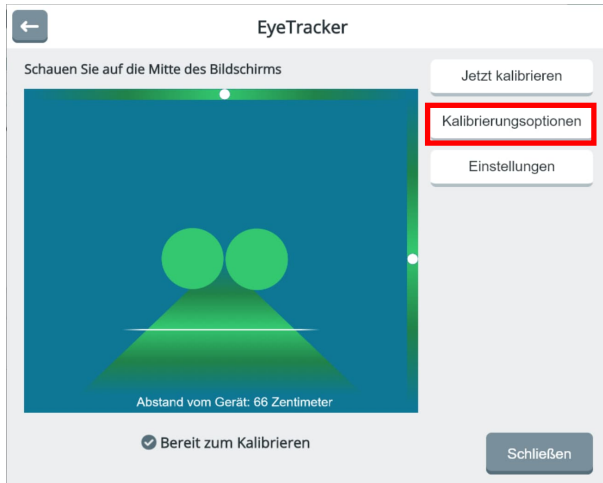 EyeTracker
Schauen Sie auf die Mitte des Bildschirms
Jetzt kalibrieren
Kalibrierungsoptionen
Einstellungen
Abstand vom Gerät: 66 Zentimeter
Bereit zum Kalibrieren
Schließen